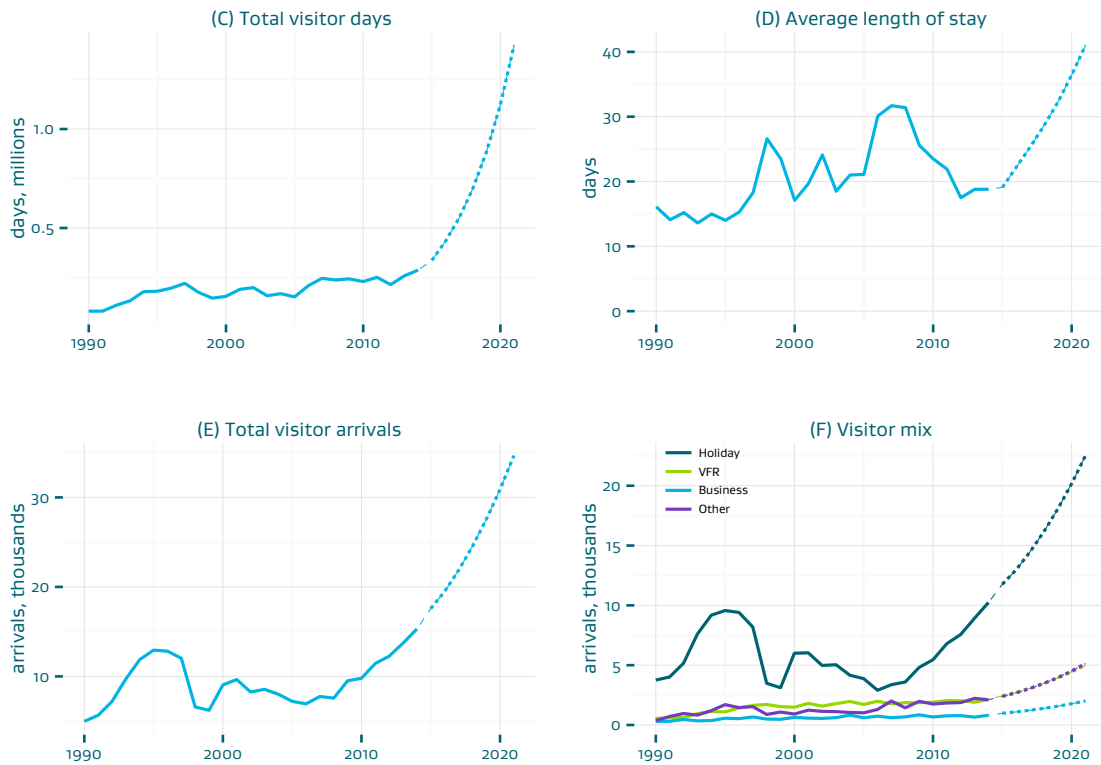 (C) Total visitor days
days, millions
1.0
0.5
1990
2000
2010
2020
(D) Average length of stay
days
40
30
20
10
0
1990
2000
2010
2020
(E) Total visitor arrivals
arrivals, thousands
30
20
10
1990
2000
2010
2020
(F) Visitor mix
Holiday
VFR
Business
Other
arrivals, thousands
20
15
10
5
0
1990
2000
2010
2020